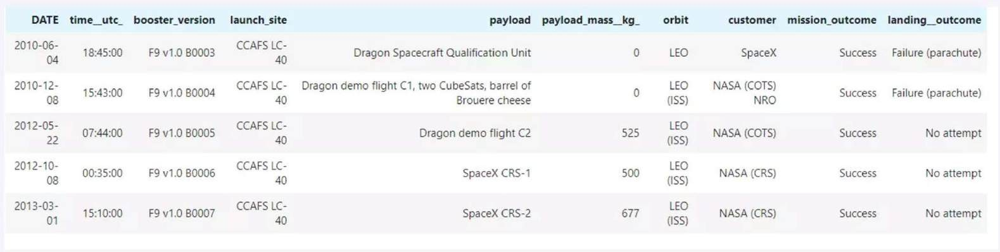 DATE time__utc_ booster_version launch_site payload payload_mass__kg_ orbit customer mission_outcome landing__outcome
2010-06-
04 18:45:00 F9 v1.0 B0003 CCAFS LC-
40 Dragon Spacecraft Qualification Unit 0 LEO SpaceX Success Failure (parachute)
2010-12-
08 15:43:00 F9 v1.0 B0004 CCAFS LC-
40 Dragon demo flight C1, two CubeSats, barrel of
Brouere cheese 0 LEO
(ISS) NASA (COTS)
NRO Success Failure (parachute)
2012-05-
22 07:44:00 F9 v1.0 B0005 CCAFS LC-
40 Dragon demo flight C2 525 LEO
(ISS) NASA (COTS) Success No attempt
2012-10-
08 00:35:00 F9 v1.0 B0006 CCAFS LC-
40 SpaceX CRS-1 500 LEO
(ISS) NASA (CRS) Success No attempt
2013-03-
01 15:10:00 F9 v1.0 B0007 CCAFS LC-
40 SpaceX CRS-2 677 LEO
(ISS) NASA (CRS) Success No attempt